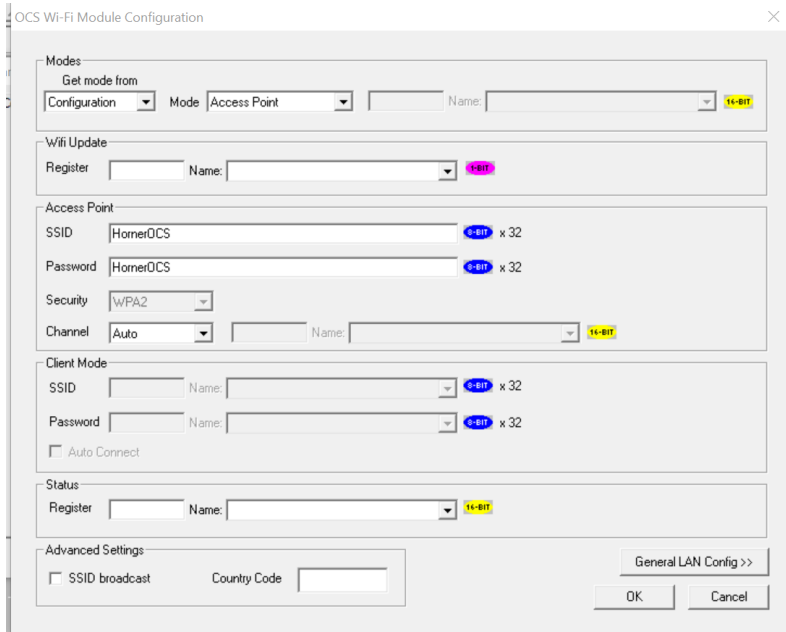 OCS Wi-Fi Module Configuration
Modes
Get mode from
Configuration Mode Access Point Name: 16-BIT
Wifi Update
Register Name: 1-BIT
Access Point
SSID HornerOCS 8-BIT x 32
Password HornerOCS 8-BIT x 32
Security WPA2
Channel Auto Name: 16-BIT
Client Mode
SSID Name: 8-BIT x 32
Password Name: 8-BIT x 32
Auto Connect
Status
Register Name: 16-BIT
Advanced Settings
SSID broadcast Country Code
General LAN Config >>
OK Cancel